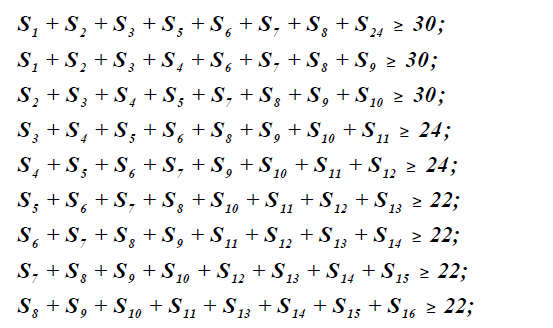 S₁ + S₂ + S₃ + S₅ + S₆ + S₇ + S₈ + S₂₄ ≥ 30;
S₁ + S₂ + S₃ + S₄ + S₆ + S₇ + S₈ + S₉ ≥ 30;
S₂ + S₃ + S₄ + S₅ + S₇ + S₈ + S₉ + S₁₀ ≥ 30;
S₃ + S₄ + S₅ + S₆ + S₈ + S₉ + S₁₀ + S₁₁ ≥ 24;
S₄ + S₅ + S₆ + S₇ + S₉ + S₁₀ + S₁₁ + S₁₂ ≥ 24;
S₅ + S₆ + S₇ + S₈ + S₁₀ + S₁₁ + S₁₂ + S₁₃ ≥ 22;
S₆ + S₇ + S₈ + S₉ + S₁₁ + S₁₂ + S₁₃ + S₁₄ ≥ 22;
S₇ + S₈ + S₉ + S₁₀ + S₁₂ + S₁₃ + S₁₄ + S₁₅ ≥ 22;
S₈ + S₉ + S₁₀ + S₁₁ + S₁₃ + S₁₄ + S₁₅ + S₁₆ ≥ 22;